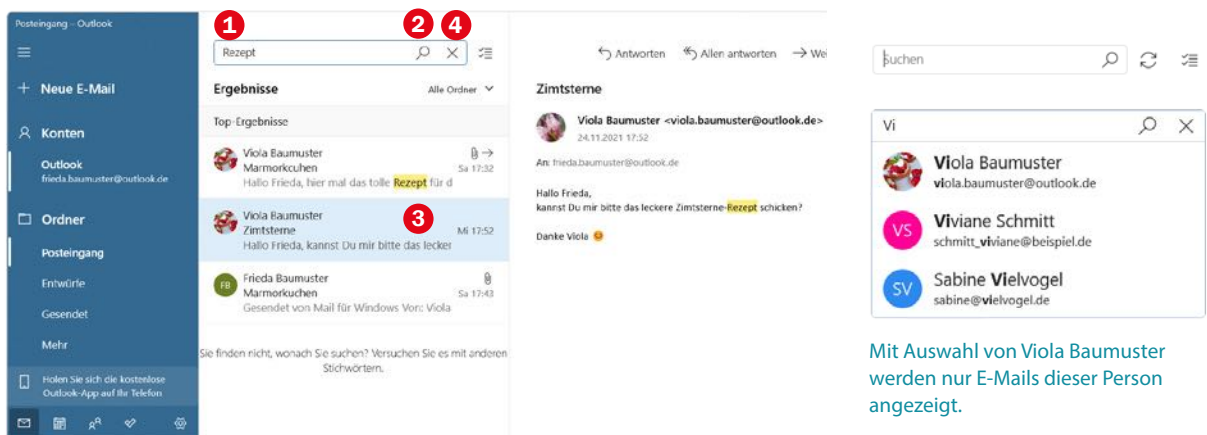 Posteingang – Outlook
Neue E-Mail
Konten
Outlook
frieda.baumuster@outlook.de
Ordner
Posteingang
Entwürfe
Gesendet
Mehr
Holen Sie sich die kostenlose
Outlook-App auf Ihr Telefon
1
2
4
Rezept
Ergebnisse
Alle Ordner
Top-Ergebnisse
Viola Baumuster
Marmorkcuhen
Sa 17:32
Hallo Frieda, hier mal das tolle Rezept für d
Viola Baumuster
3
Zimtsterne
Mi 17:52
Hallo Frieda, kannst Du mir bitte das lecker
FB
Frieda Baumuster
Marmorkuchen
Sa 17:43
Gesendet von Mail für Windows Von: Viola
Sie finden nicht, wonach Sie suchen? Versuchen Sie es mit anderen
Stichwörtern.
Antworten
Allen antworten
Wei
Zimtsterne
Viola Baumuster <viola.baumuster@outlook.de>
24.11.2021 17:52
An: frieda.baumuster@outlook.de
Hallo Frieda,
kannst Du mir bitte das leckere Zimtsterne-Rezept schicken?
Danke Viola
Suchen
Vi
Viola Baumuster
viola.baumuster@outlook.de
VS
Viviane Schmitt
schmitt_viviane@beispiel.de
SV
Sabine Vielvogel
sabine@vielvogel.de
Mit Auswahl von Viola Baumuster
werden nur E-Mails dieser Person
angezeigt.